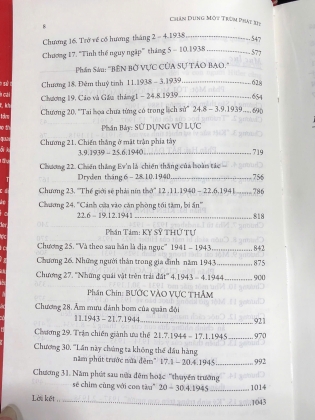 8
CHÂN DUNG MỘT TRÙM PHÁT XÍT
Chương 16. Trở về cố hương tháng 2 - 4.1938 547
Chương 17. "Tình thế nguy ngập" tháng 5 - 10.1938 577
Phần Sáu: "BÊN BỜ VỰC CỦA SỰ TÁO BẠO."
Chương 18. Đêm thuỷ tinh 11.1938 - 3.1939 628
Chương 19. Cáo và Gấu tháng1 - 24.8.1939 654
Chương 20. "Tai họa chưa từng có trong lịch sử" 24.8 - 3.9.1939 690
Phần Bảy: SỬ DỤNG VŨ LỰC
Chương 21. Chiến thắng ở mặt trận phía tây
3.9.1939 - 25.6.1940 719
Chương 22. Chiến thắng Ev'n là chiến thắng của hoàn tác –
Dryden tháng 6 - 28.10.1940 756
Chương 23. "Thế giới sẽ phải nín thở" 12.11.1940 - 22.6.1941 786
Chương 24. "Cánh cửa vào căn phòng tối tăm, bí ẩn"
22.6 - 19.12.1941 818
Phần Tám: KỴ SỸ THỨ TƯ
Chương 25. "Và theo sau hắn là địa ngục" 1941 - 1943 842
Chương 26. Những người thân trong gia đình năm 1943 875
Chương 27. "Những quái vật trên trái đất" 4.1943 - 4.1944 900
Phần Chín: BƯỚC VÀO VỰC THẲM
Chương 28. Âm mưu đánh bom của quân đội
11.1943 - 21.7.1944 921
Chương 29. Trận chiến giành ưu thế 21.7.1944 - 17.1.1945 970
Chương 30. "Lần này chúng ta không thể đầu hàng
năm phút trước nửa đêm" 17.1 - 20.4.1945 992
Chương 31. Năm phút sau nửa đêm hoặc "thuyền trưởng
sẽ chìm cùng với con tàu" 20 - 30.4.1945 1014
Lời kết 1043